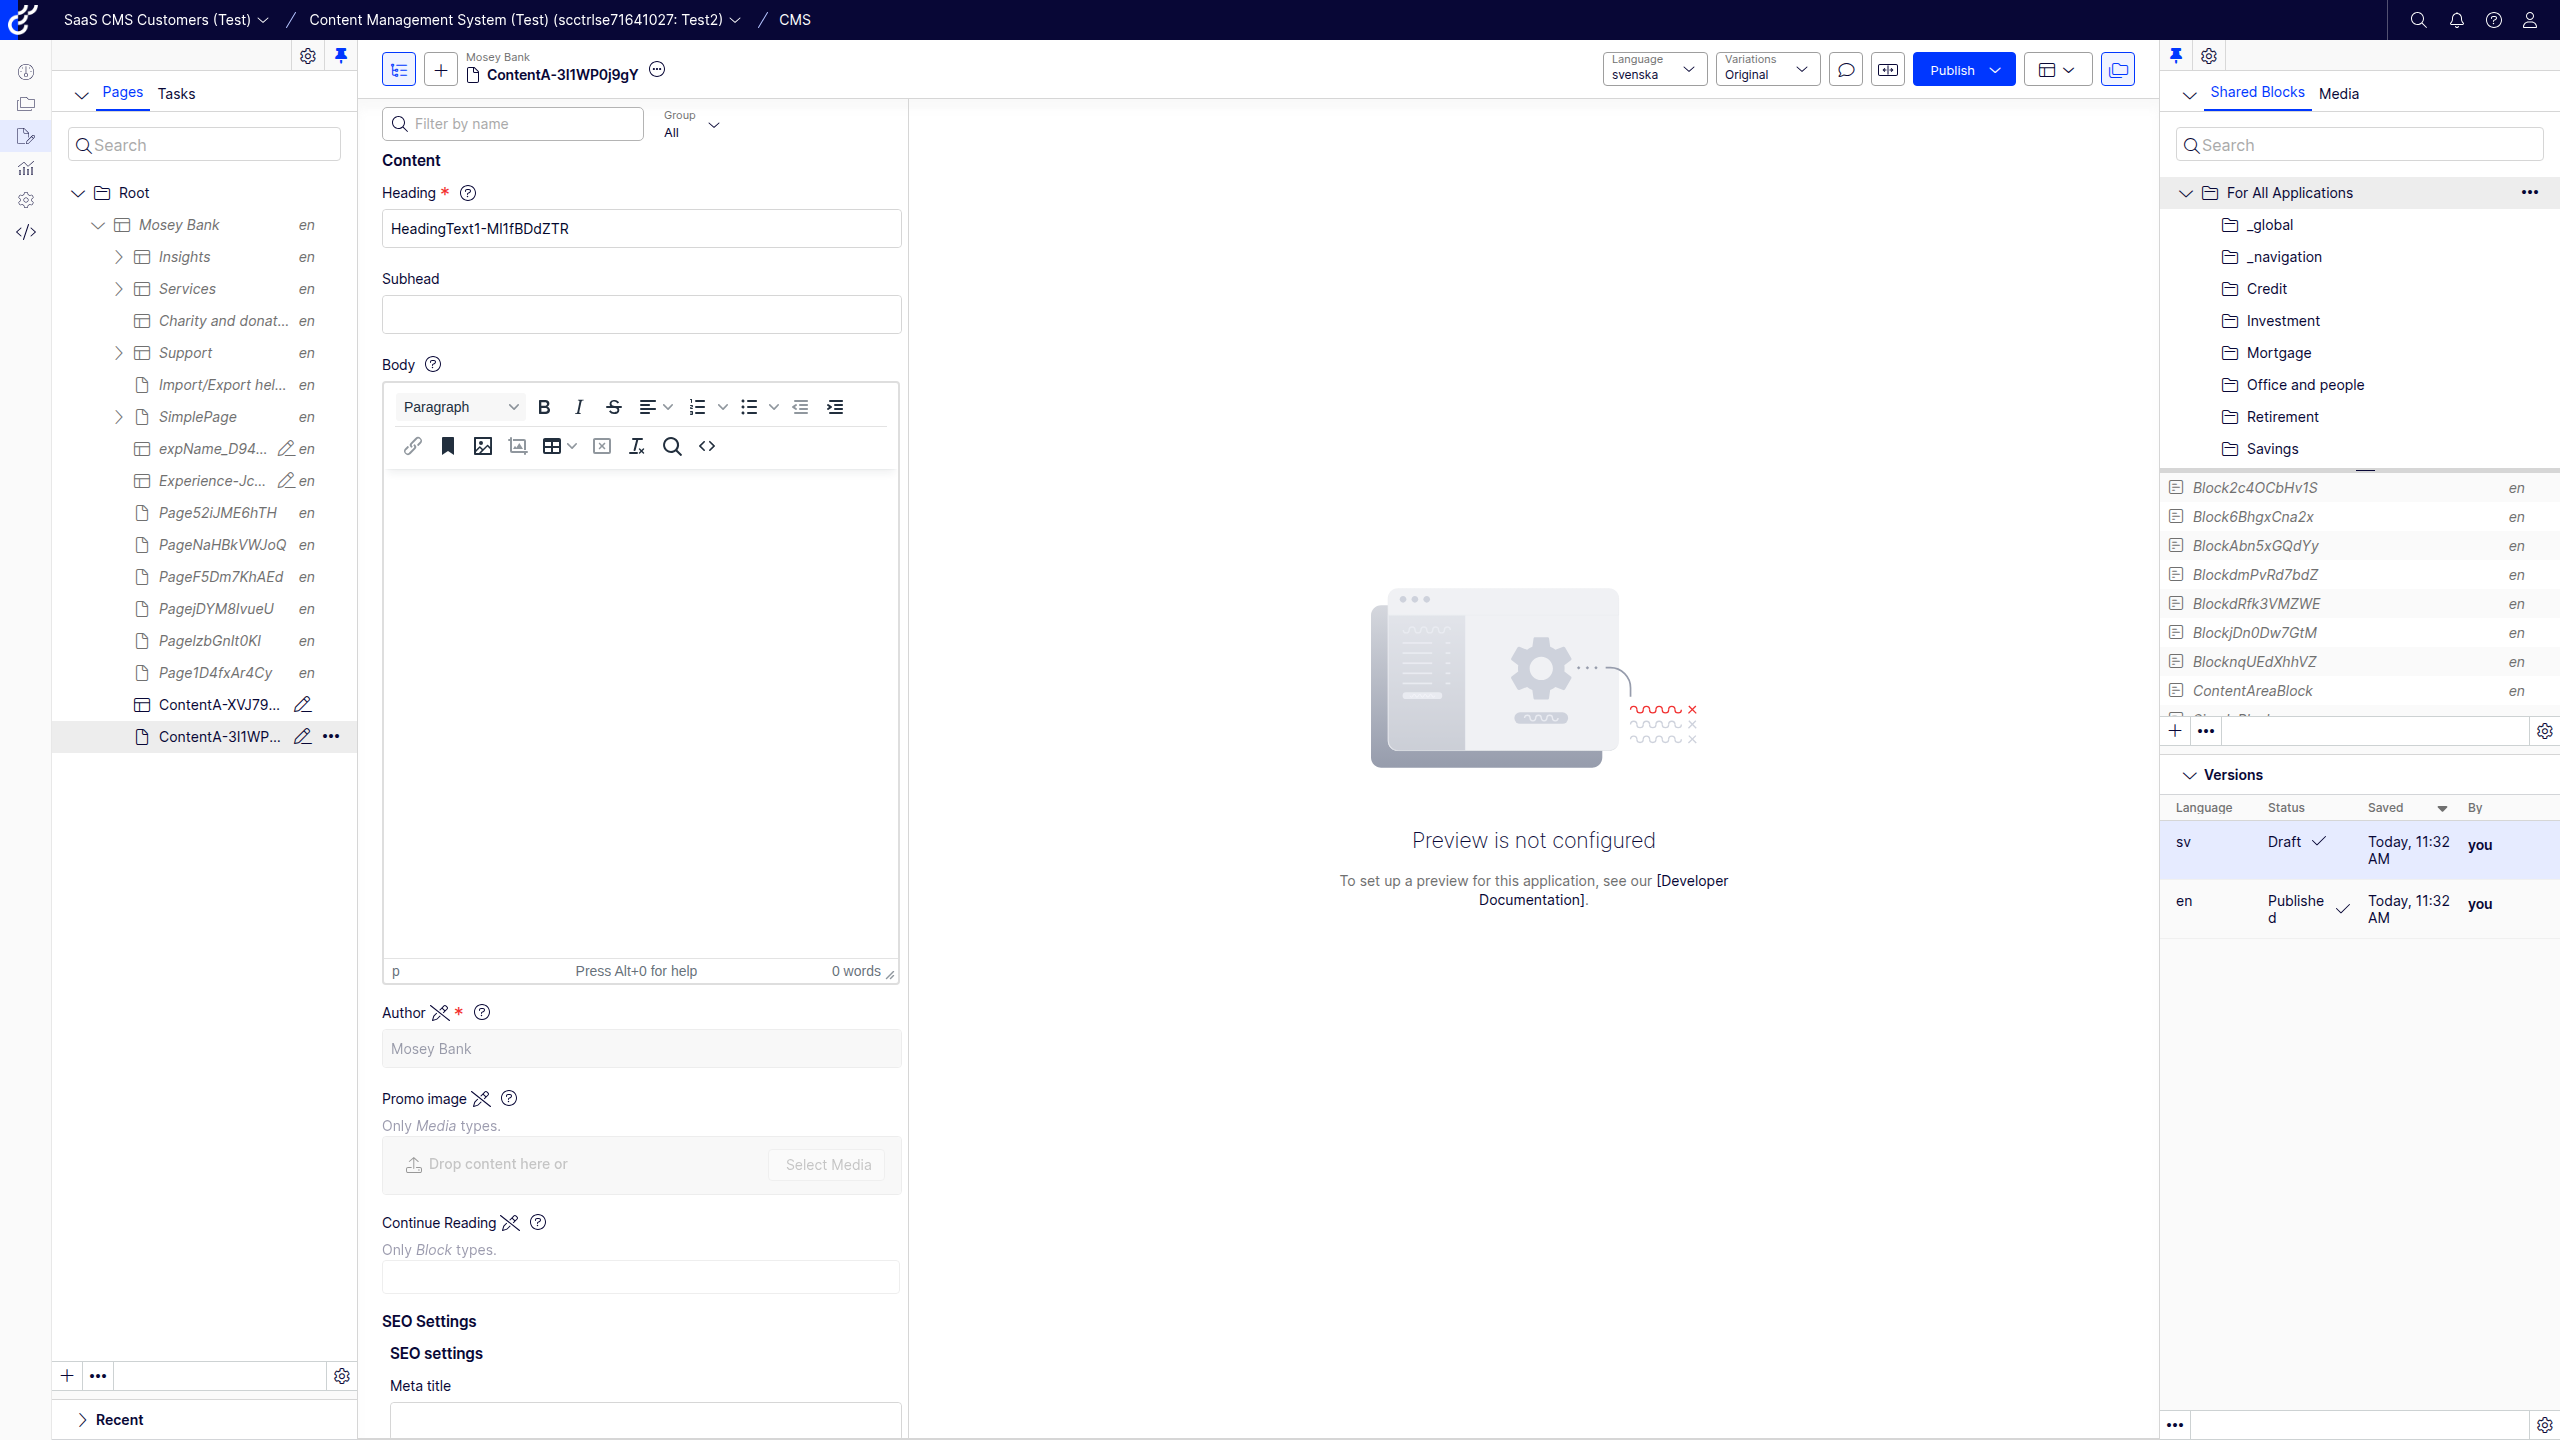 SaaS CMS Customers (Test)
Content Management System (Test) (scctrlse71641027: Test2)
CMS
Pages
Tasks
Search
Root
Mosey Bank en
Insights en
Services en
Charity and donat... en
Support en
Import/Export hel... en
SimplePage en
expName_D94... en
Experience-Jc... en
Page52iJME6hTH en
PageNaHBkVWJoQ en
PageF5Dm7KhAEd en
PagejDYM8IvueU en
PageIzbGnIt0KI en
Page1D4fxAr4Cy en
ContentA-XVJ79...
ContentA-3I1WP...
Recent
Mosey Bank
ContentA-3I1WP0j9gY
Language
svenska
Variations
Original
Publish
Filter by name
Group
All
Content
Heading *
HeadingText1-MI1fBDdZTR
Subhead
Body
Paragraph
p
Press Alt+0 for help
0 words
Author *
Mosey Bank
Promo image
Only Media types.
Drop content here or
Select Media
Continue Reading
Only Block types.
SEO Settings
SEO settings
Meta title
Preview is not configured
To set up a preview for this application, see our [Developer
Documentation].
Shared Blocks
Media
Search
For All Applications
_global
_navigation
Credit
Investment
Mortgage
Office and people
Retirement
Savings
Block2c4OCbHv1S en
Block6BhgxCna2x en
BlockAbn5xGQdYy en
BlockdmPvRd7bdZ en
BlockdRfk3VMZWE en
BlockjDn0Dw7GtM en
BlocknqUEdXhhVZ en
ContentAreaBlock en
Versions
Language Status Saved By
sv Draft Today, 11:32 AM you
en Published Today, 11:32 AM you